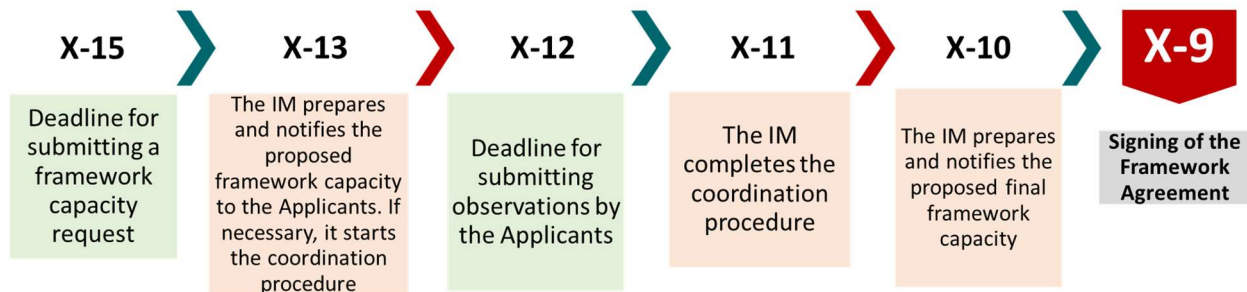 X-15
Deadline for
submitting a
framework
capacity
request
X-13
The IM prepares
and notifies the
proposed
framework capacity
to the Applicants. If
necessary, it starts
the coordination
procedure
X-12
Deadline for
submitting
observations by
the Applicants
X-11
The IM
completes the
coordination
procedure
X-10
The IM prepares
and notifies the
proposed final
framework
capacity
X-9
Signing of the
Framework
Agreement